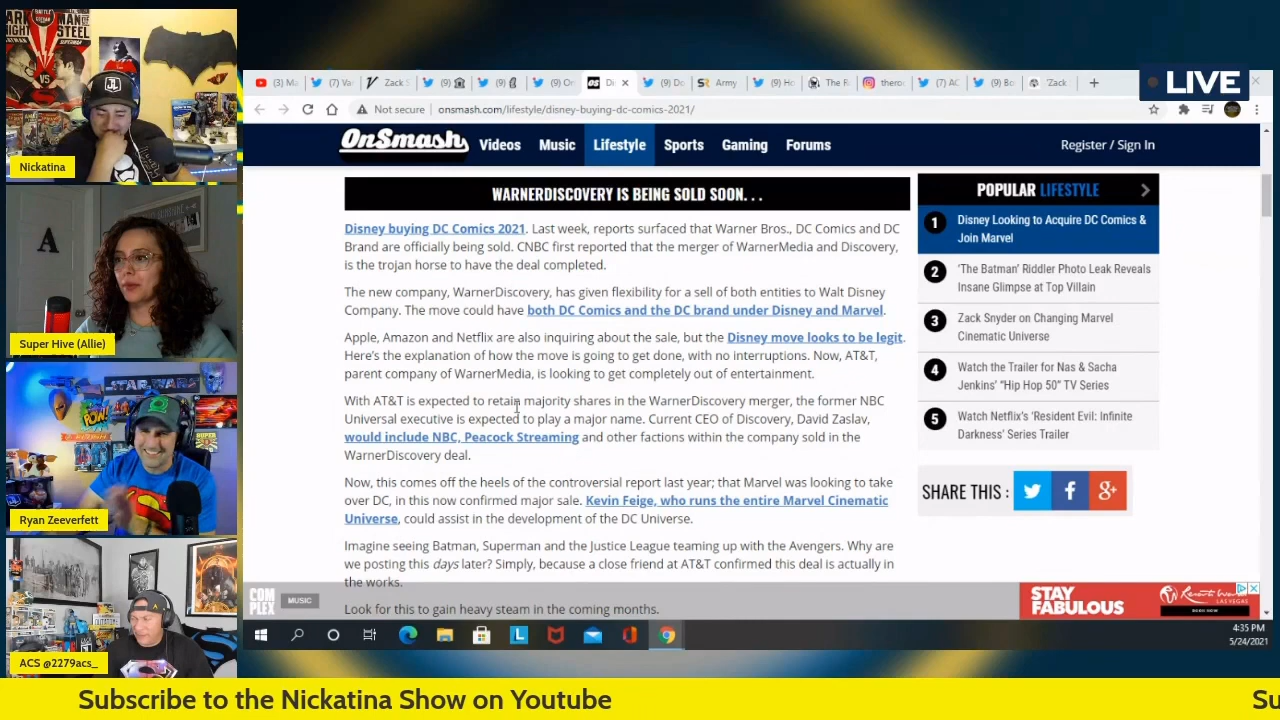 MAN OF
STEEL
VS
Nickatina
A
Super Hive (Allie)
STAR WARS
POW
Ryan Zeeverfett
ACS @2279acs_
LIVE
Zack S
Army
The R
thero
'Zack
Not secure
onsmash.com/lifestyle/disney-buying-dc-comics-2021/
OnSmash
Videos
Music
Lifestyle
Sports
Gaming
Forums
Register / Sign In
WARNERDISCOVERY IS BEING SOLD SOON. . .
Disney buying DC Comics 2021. Last week, reports surfaced that Warner Bros., DC Comics and DC
Brand are officially being sold. CNBC first reported that the merger of WarnerMedia and Discovery,
is the trojan horse to have the deal completed.
The new company, WarnerDiscovery, has given flexibility for a sell of both entities to Walt Disney
Company. The move could have both DC Comics and the DC brand under Disney and Marvel.
Apple, Amazon and Netflix are also inquiring about the sale, but the Disney move looks to be legit.
Here's the explanation of how the move is going to get done, with no interruptions. Now, AT&T,
parent company of WarnerMedia, is looking to get completely out of entertainment.
With AT&T is expected to retain majority shares in the WarnerDiscovery merger, the former NBC
Universal executive is expected to play a major name. Current CEO of Discovery, David Zaslav,
would include NBC, Peacock Streaming and other factions within the company sold in the
WarnerDiscovery deal.
Now, this comes off the heels of the controversial report last year; that Marvel was looking to take
over DC, in this now confirmed major sale. Kevin Feige, who runs the entire Marvel Cinematic
Universe, could assist in the development of the DC Universe.
Imagine seeing Batman, Superman and the Justice League teaming up with the Avengers. Why are
we posting this days later? Simply, because a close friend at AT&T confirmed this deal is actually in
the works.
Look for this to gain heavy steam in the coming months.
POPULAR LIFESTYLE
1
Disney Looking to Acquire DC Comics &
Join Marvel
2
'The Batman' Riddler Photo Leak Reveals
Insane Glimpse at Top Villain
3
Zack Snyder on Changing Marvel
Cinematic Universe
4
Watch the Trailer for Nas & Sacha
Jenkins' "Hip Hop 50" TV Series
5
Watch Netflix's 'Resident Evil: Infinite
Darkness' Series Trailer
SHARE THIS :
COM
PLEX
MUSIC
STAY
FABULOUS
LAS VEGAS
4:35 PM
5/24/2021
Subscribe to the Nickatina Show on Youtube
Su